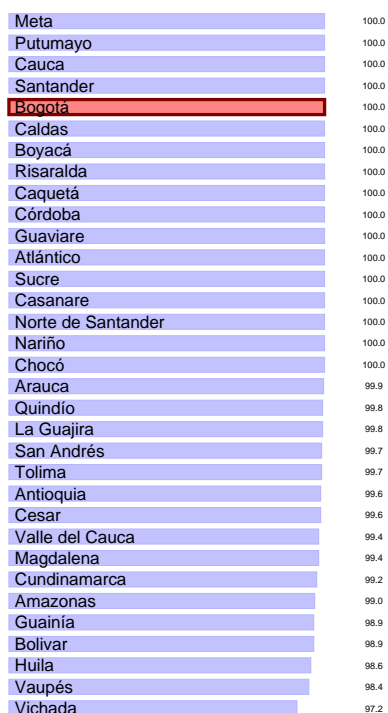 Meta 100.0
Putumayo 100.0
Cauca 100.0
Santander 100.0
Bogotá 100.0
Caldas 100.0
Boyacá 100.0
Risaralda 100.0
Caquetá 100.0
Córdoba 100.0
Guaviare 100.0
Atlántico 100.0
Sucre 100.0
Casanare 100.0
Norte de Santander 100.0
Nariño 100.0
Chocó 100.0
Arauca 99.9
Quindío 99.8
La Guajira 99.8
San Andrés 99.7
Tolima 99.7
Antioquia 99.6
Cesar 99.6
Valle del Cauca 99.4
Magdalena 99.4
Cundinamarca 99.2
Amazonas 99.0
Guainía 98.9
Bolivar 98.9
Huila 98.6
Vaupés 98.4
Vichada 97.2